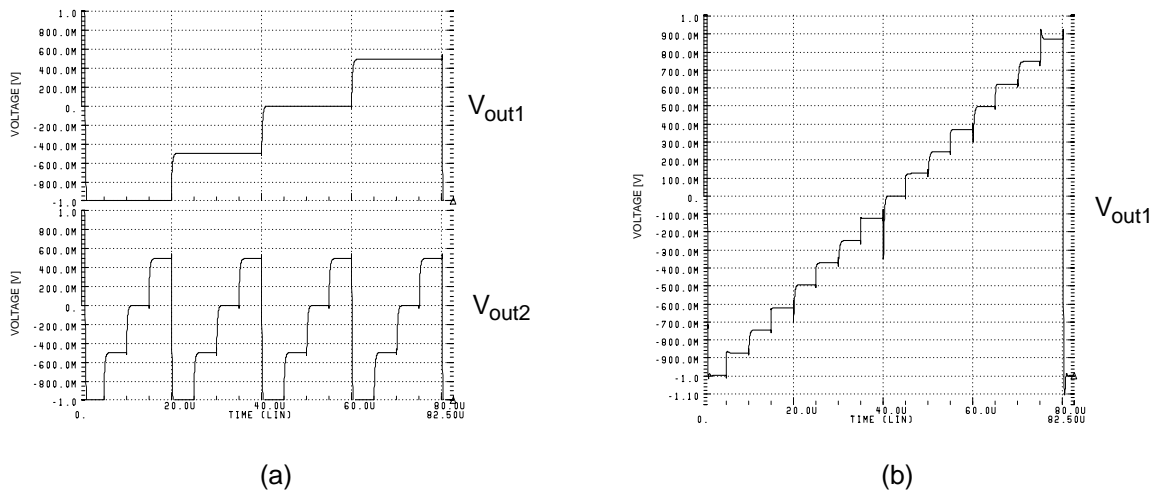 1.0
800.0M
600.0M
400.0M
200.0M
0.
-200.0M
-400.0M
-600.0M
-800.0M
-1.0
VOLTAGE [V]
Vout1
1.0
800.0M
600.0M
400.0M
200.0M
0.
-200.0M
-400.0M
-600.0M
-800.0M
-1.0
VOLTAGE [V]
Vout2
0.
20.0U
40.0U
60.0U
80.0U
82.50U
TIME (LIN)
(a)
1.0
900.0M
800.0M
700.0M
600.0M
500.0M
400.0M
300.0M
200.0M
100.0M
0.
-100.0M
-200.0M
-300.0M
-400.0M
-500.0M
-600.0M
-700.0M
-800.0M
-900.0M
-1.0
-1.10
VOLTAGE [V]
Vout1
0.
20.0U
40.0U
60.0U
80.0U
82.50U
TIME (LIN)
(b)